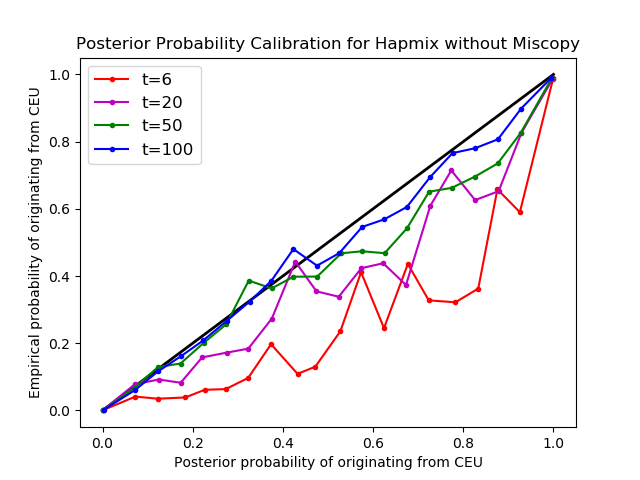 Posterior Probability Calibration for Hapmix without Miscopy
t=6
t=20
t=50
t=100
1.0
0.8
0.6
0.4
0.2
0.0
Empirical probability of originating from CEU
0.0 0.2 0.4 0.6 0.8 1.0
Posterior probability of originating from CEU